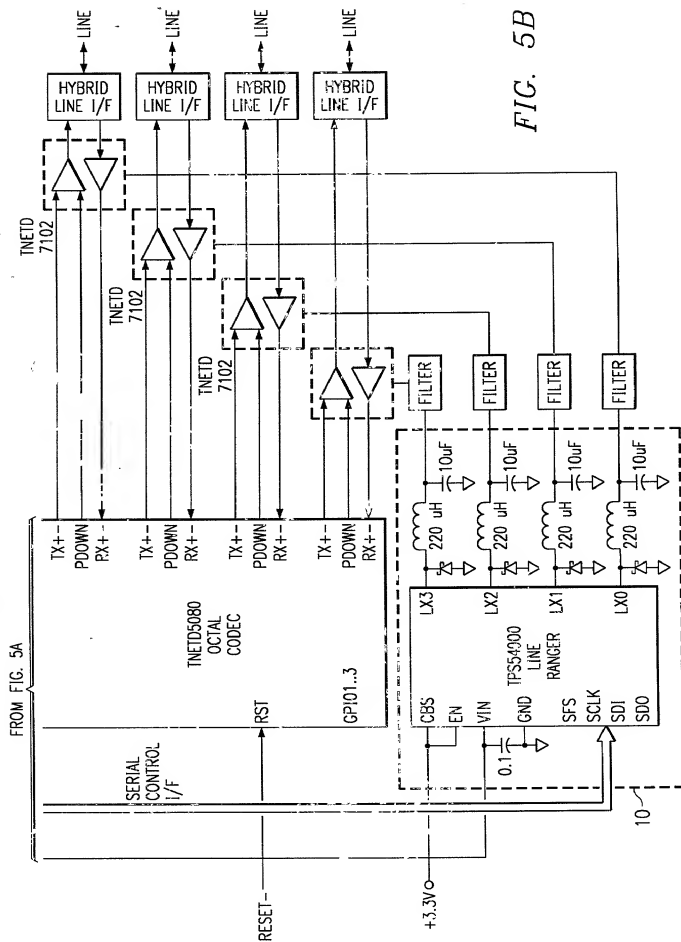 FROM FIG. 5A
TNETD5080
OCTAL
CODEC
TX+-
PDOWN
RX+-
TX+-
PDOWN
RX+-
TX+-
PDOWN
RX+-
TX+-
PDOWN
RX+-
RST
GPIO1..3
SERIAL
CONTROL
I/F
RESET-
TNETD
7102
TNETD
7102
TNETD
7102
HYBRID
LINE I/F
LINE
HYBRID
LINE I/F
LINE
HYBRID
LINE I/F
LINE
HYBRID
LINE I/F
LINE
+3.3V
CBS
EN
VIN
GND
SFS
SCLK
SDI
SDO
0.1
TPS54900
LINE
RANGER
LX3
LX2
LX1
LX0
220 uH
10uF
FILTER
220 uH
10uF
FILTER
220 uH
10uF
FILTER
220 uH
10uF
FILTER
10
FIG. 5B